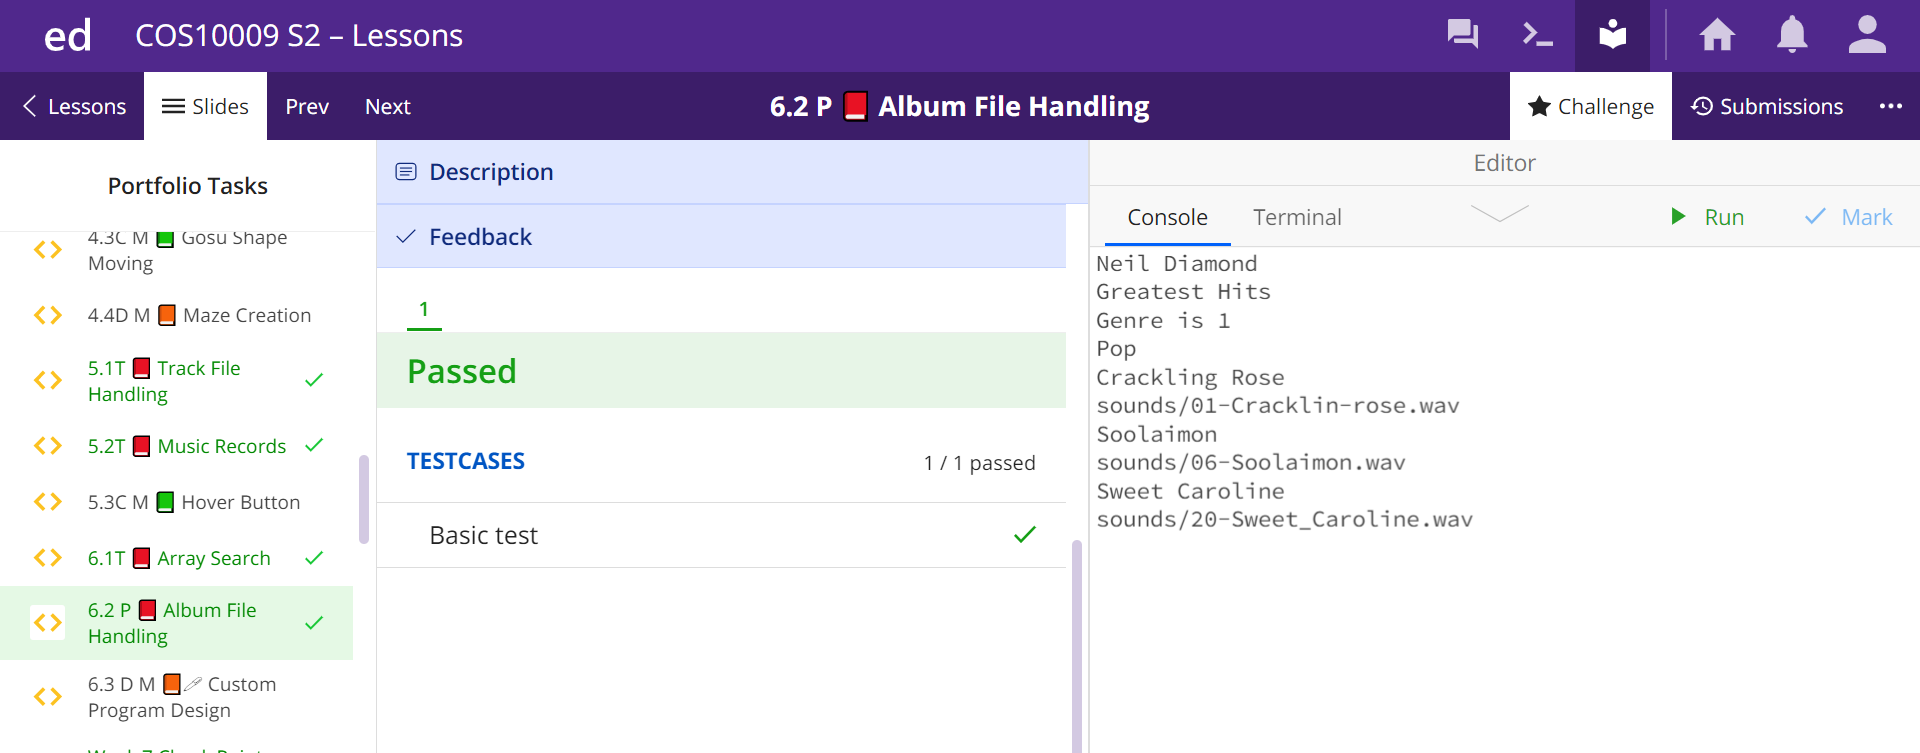 ed
COS10009 S2 – Lessons
Lessons
Slides
Prev
Next
6.2 P 📕 Album File Handling
Challenge
Submissions
Portfolio Tasks
4.3C M 📗 Gosu Shape
Moving
4.4D M 📙 Maze Creation
5.1T 📕 Track File
Handling
5.2T 📕 Music Records
5.3C M 📗 Hover Button
6.1T 📕 Array Search
6.2 P 📕 Album File
Handling
6.3 D M 📙🖋 Custom
Program Design
Description
Feedback
1
Passed
TESTCASES
1 / 1 passed
Basic test
Editor
Console
Terminal
Run
Mark
Neil Diamond
Greatest Hits
Genre is 1
Pop
Crackling Rose
sounds/01-Cracklin-rose.wav
Soolaimon
sounds/06-Soolaimon.wav
Sweet Caroline
sounds/20-Sweet_Caroline.wav